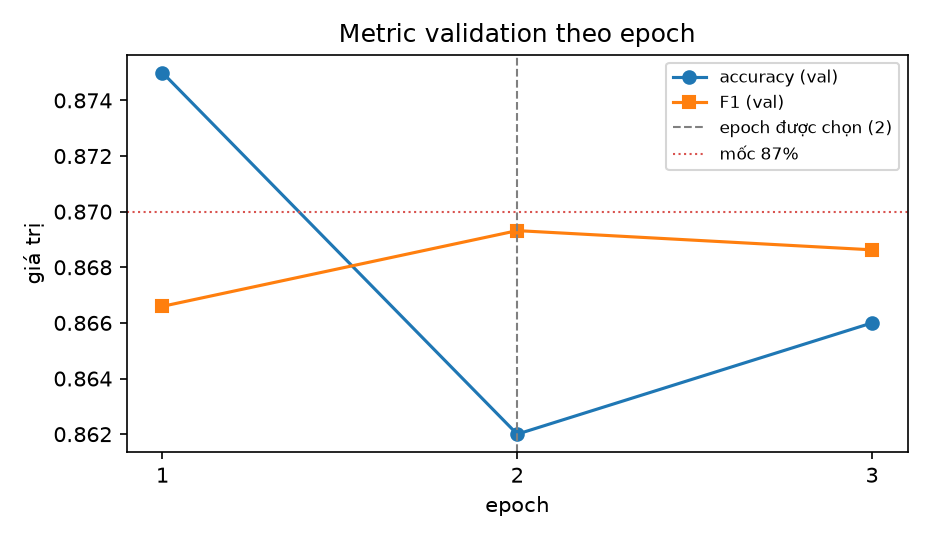 Metric validation theo epoch
accuracy (val)
F1 (val)
epoch được chọn (2)
mốc 87%
giá trị
0.874
0.872
0.870
0.868
0.866
0.864
0.862
1
2
3
epoch